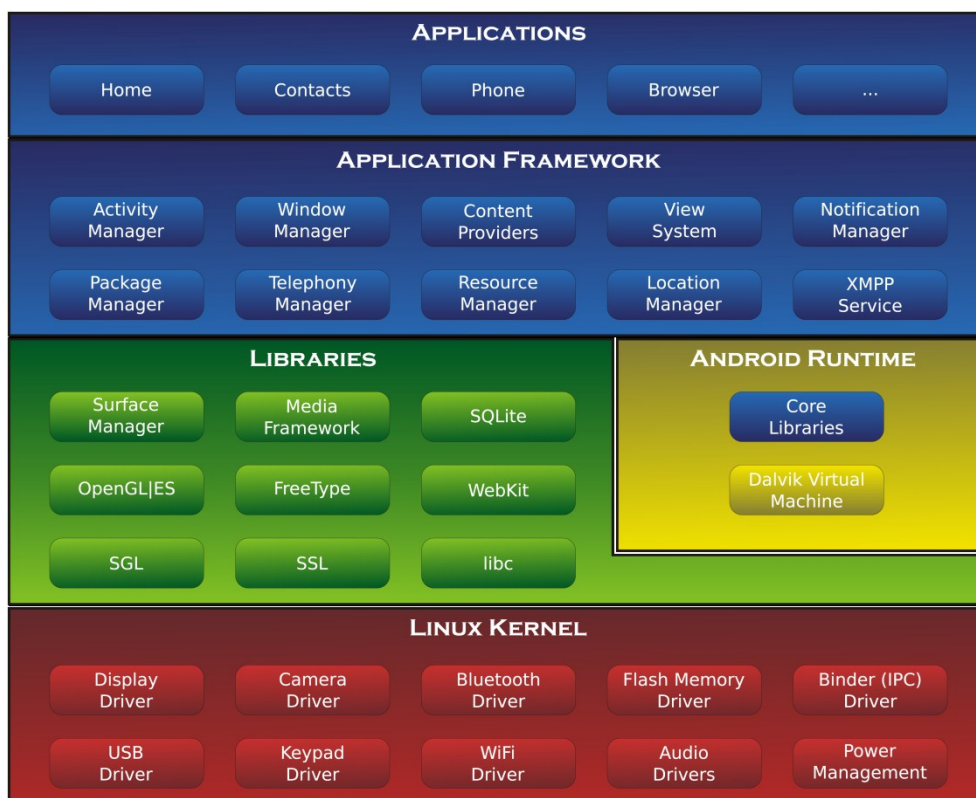 APPLICATIONS
Home
Contacts
Phone
Browser
...
APPLICATION FRAMEWORK
Activity
Manager
Window
Manager
Content
Providers
View
System
Notification
Manager
Package
Manager
Telephony
Manager
Resource
Manager
Location
Manager
XMPP
Service
LIBRARIES
Surface
Manager
Media
Framework
SQLite
OpenGL|ES
FreeType
WebKit
SGL
SSL
libc
ANDROID RUNTIME
Core
Libraries
Dalvik Virtual
Machine
LINUX KERNEL
Display
Driver
Camera
Driver
Bluetooth
Driver
Flash Memory
Driver
Binder (IPC)
Driver
USB
Driver
Keypad
Driver
WiFi
Driver
Audio
Drivers
Power
Management